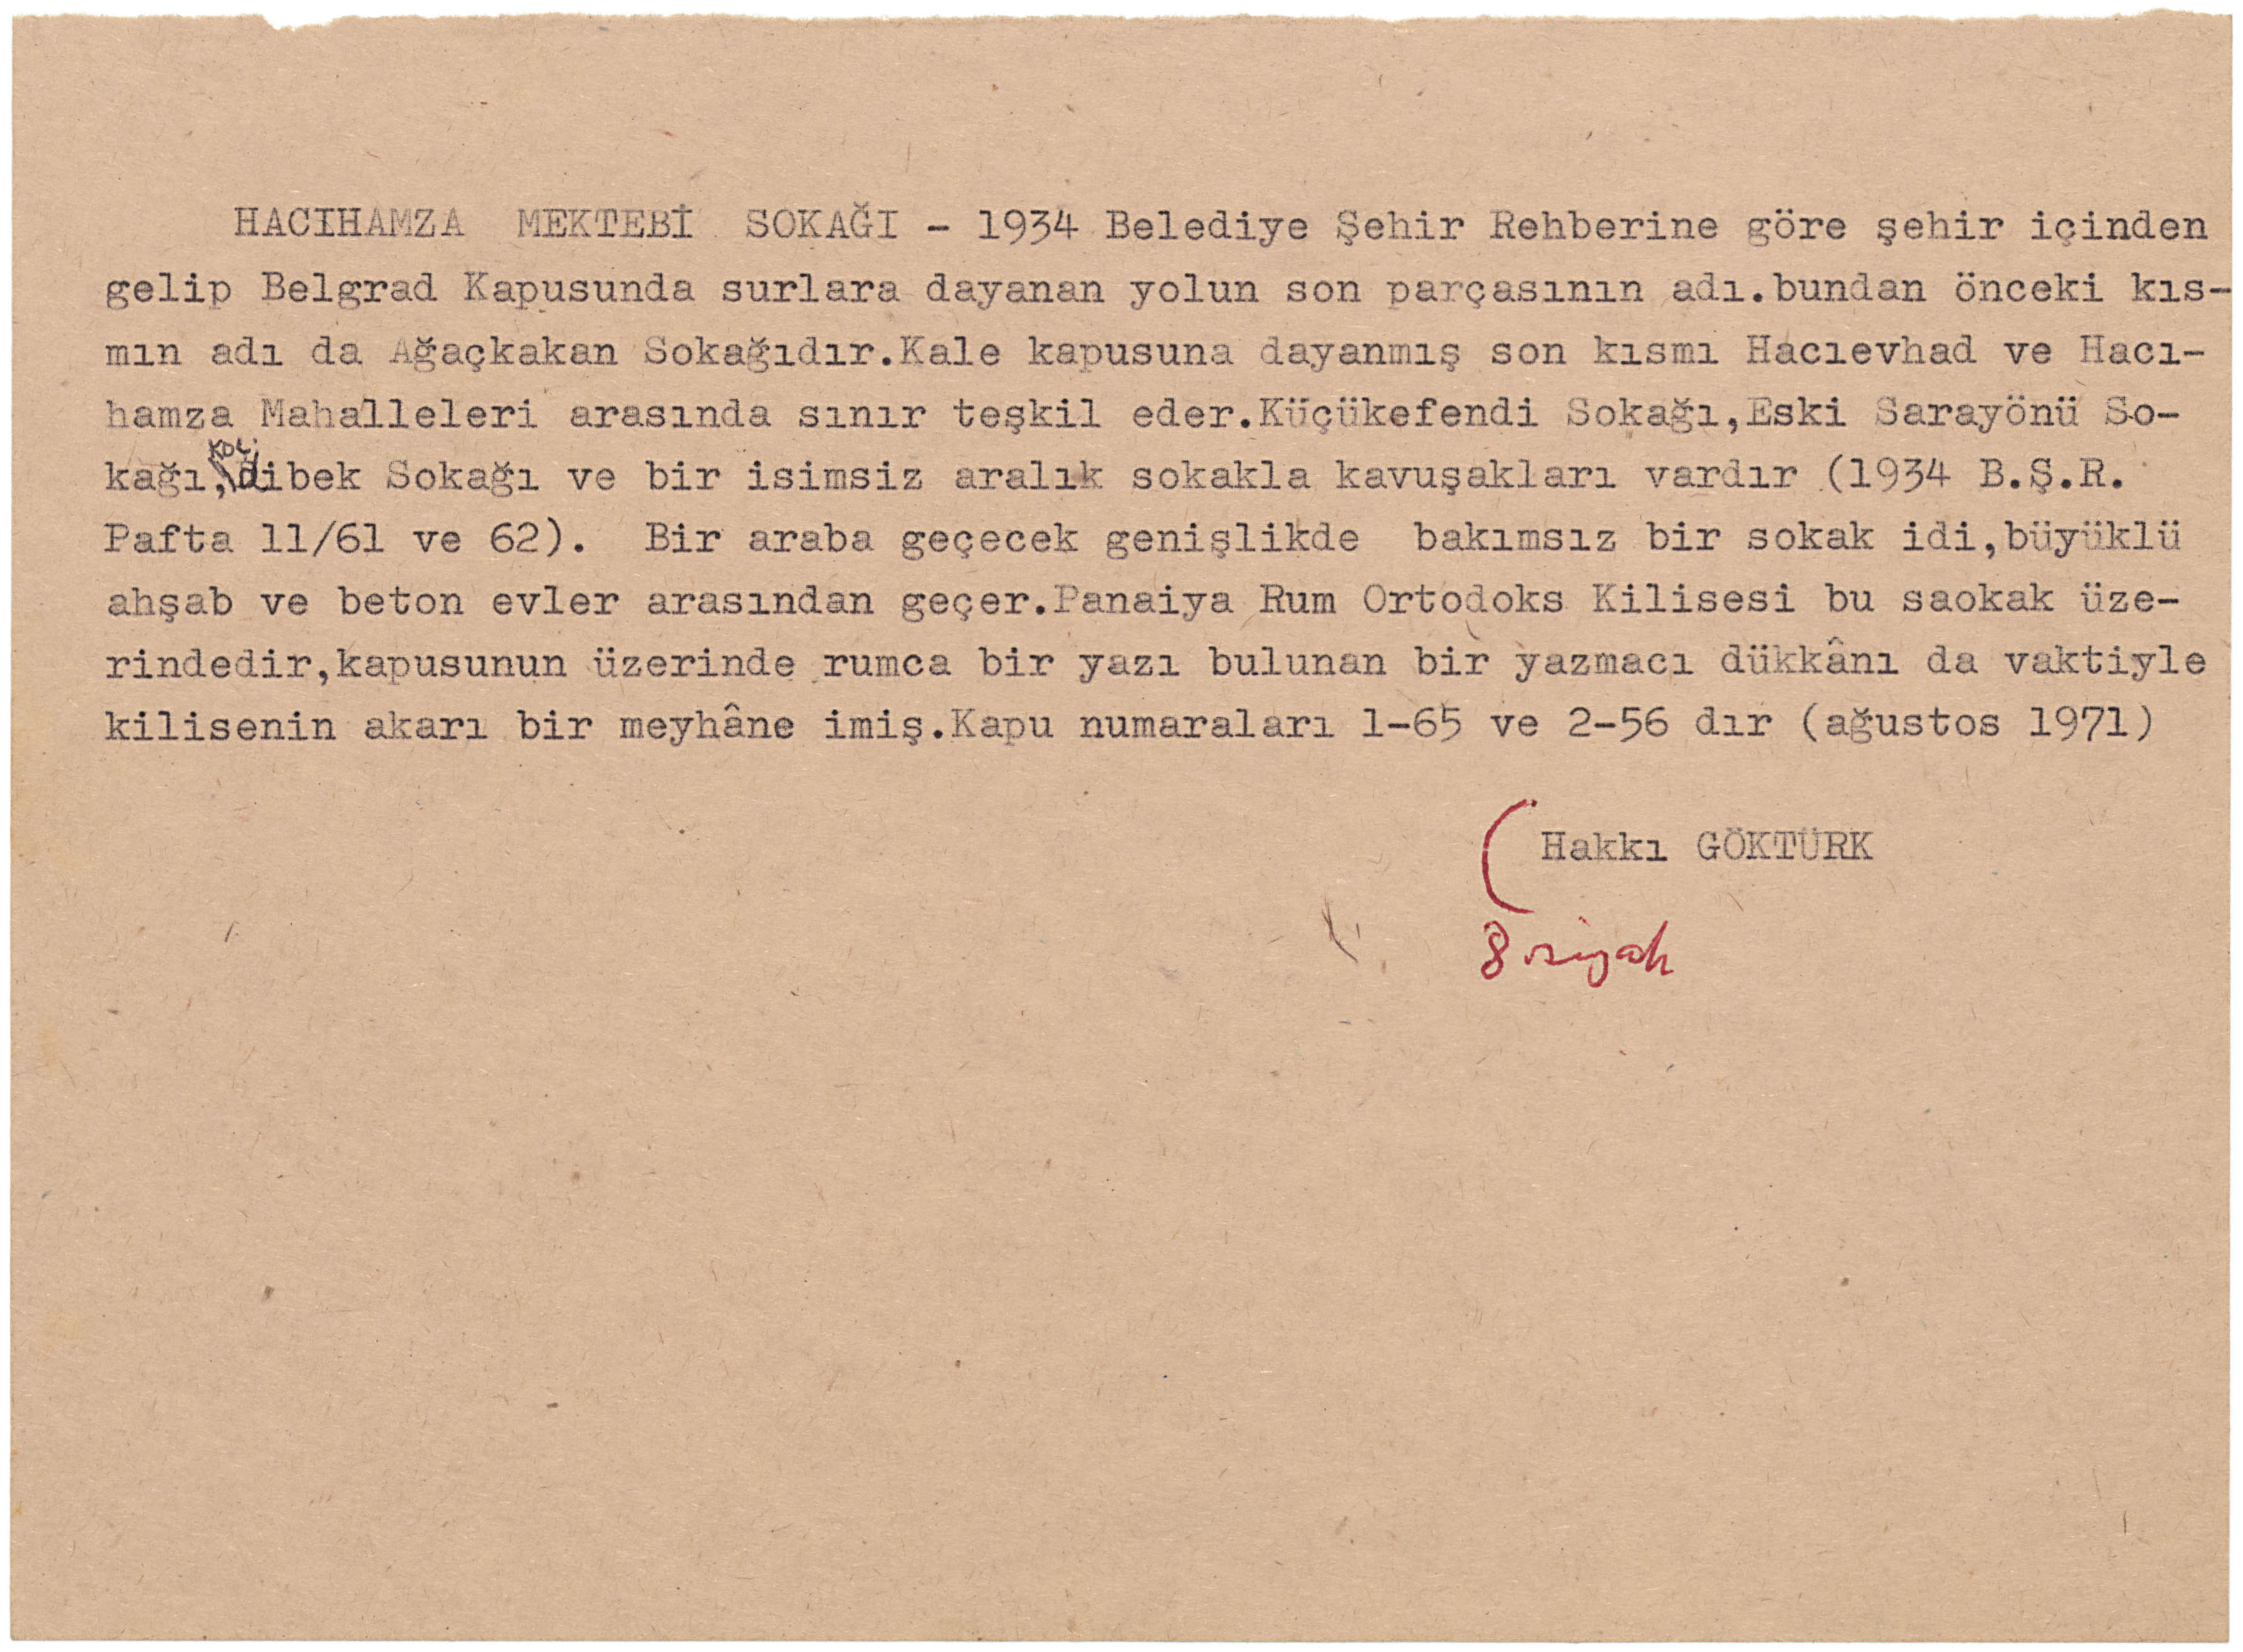 HACIHAMZA MEKTEBİ SOKAĞI - 1934 Belediye Şehir Rehberine göre şehir içinden
gelip Belgrad Kapusunda surlara dayanan yolun son parçasının adı.bundan önceki kıs-
mın adı da Ağaçkakan Sokağıdır.Kale kapusuna dayanmış son kısmı Hacıevhad ve Hacı-
hamza Mahalleleri arasında sınır teşkil eder.Küçükefendi Sokağı,Eski Sarayönü So-
kağı,dibek Sokağı ve bir isimsiz aralık sokakla kavuşakları vardır (1934 B.Ş.R.
Pafta 11/61 ve 62). Bir araba geçecek genişlikde bakımsız bir sokak idi,büyüklü
ahşab ve beton evler arasından geçer.Panaiya Rum Ortodoks Kilisesi bu saokak üze-
rindedir,kapusunun üzerinde rumca bir yazı bulunan bir yazmacı dükkânı da vaktiyle
kilisenin akarı bir meyhâne imiş.Kapu numaraları 1-65 ve 2-56 dır (ağustos 1971)
( Hakkı GÖKTÜRK
8 siyah